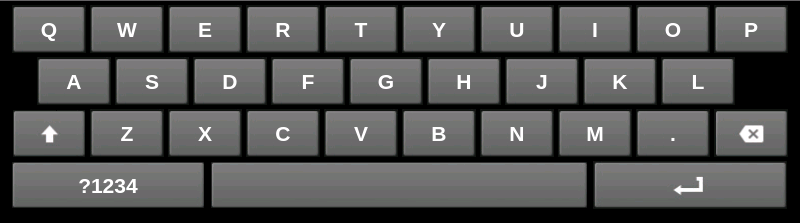 Q W E R T Y U I O P
A S D F G H J K L
Z X C V B N M .
?1234